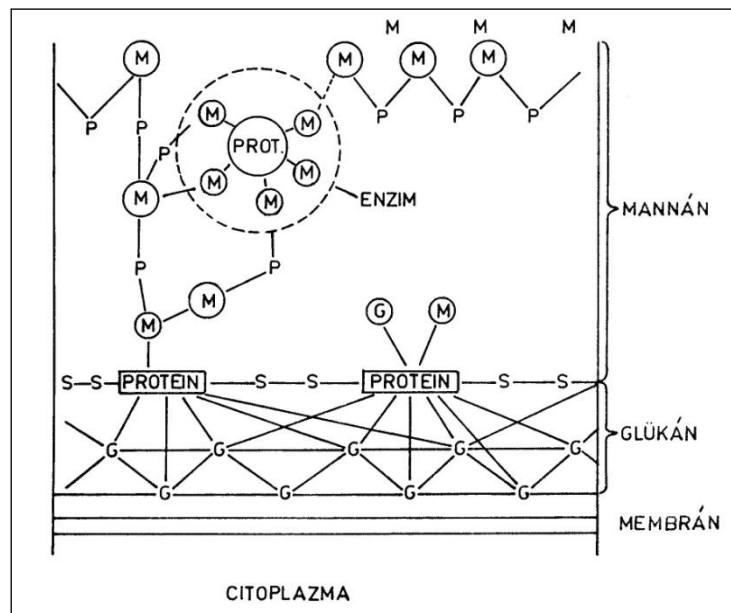 M M M
M M M M
P P P P
P M M
P PROT.
M M M
M M
ENZIM
MANNÁN
P P
M
M
G M
S—S PROTEIN S—S PROTEIN S—S
G G G G G
GLÜKÁN
G G G G
MEMBRÁN
CITOPLAZMA